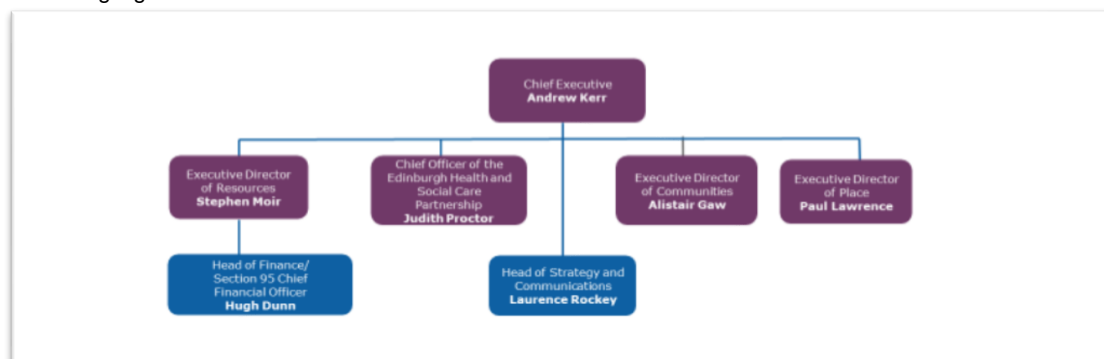 Chief Executive
Andrew Kerr
Executive Director
of Resources
Stephen Moir
Chief Officer of the
Edinburgh Health and
Social Care
Partnership
Judith Proctor
Executive Director
of Communities
Alistair Gaw
Executive Director
of Place
Paul Lawrence
Head of Finance/
Section 95 Chief
Financial Officer
Hugh Dunn
Head of Strategy and
Communications
Laurence Rockey